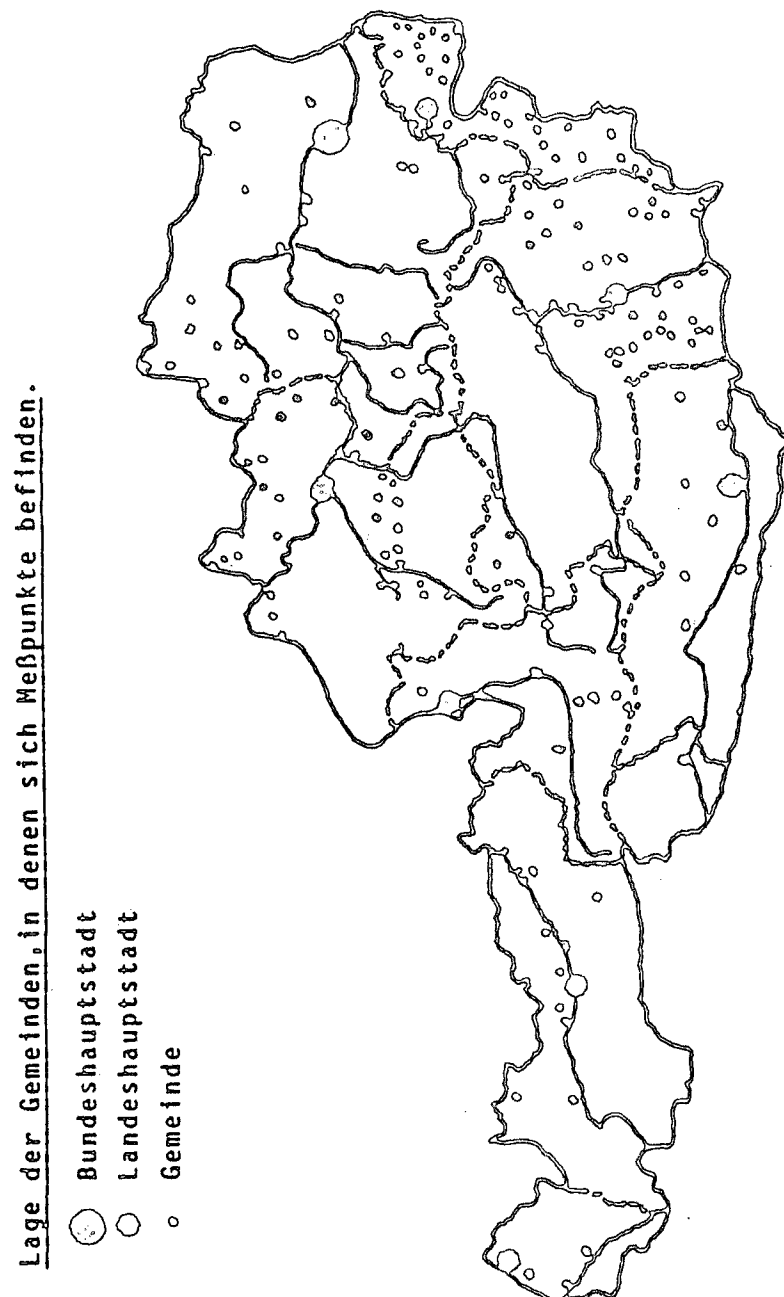 Lage der Gemeinden, in denen sich Meßpunkte befinden.
Bundeshauptstadt
Landeshauptstadt
Gemeinde